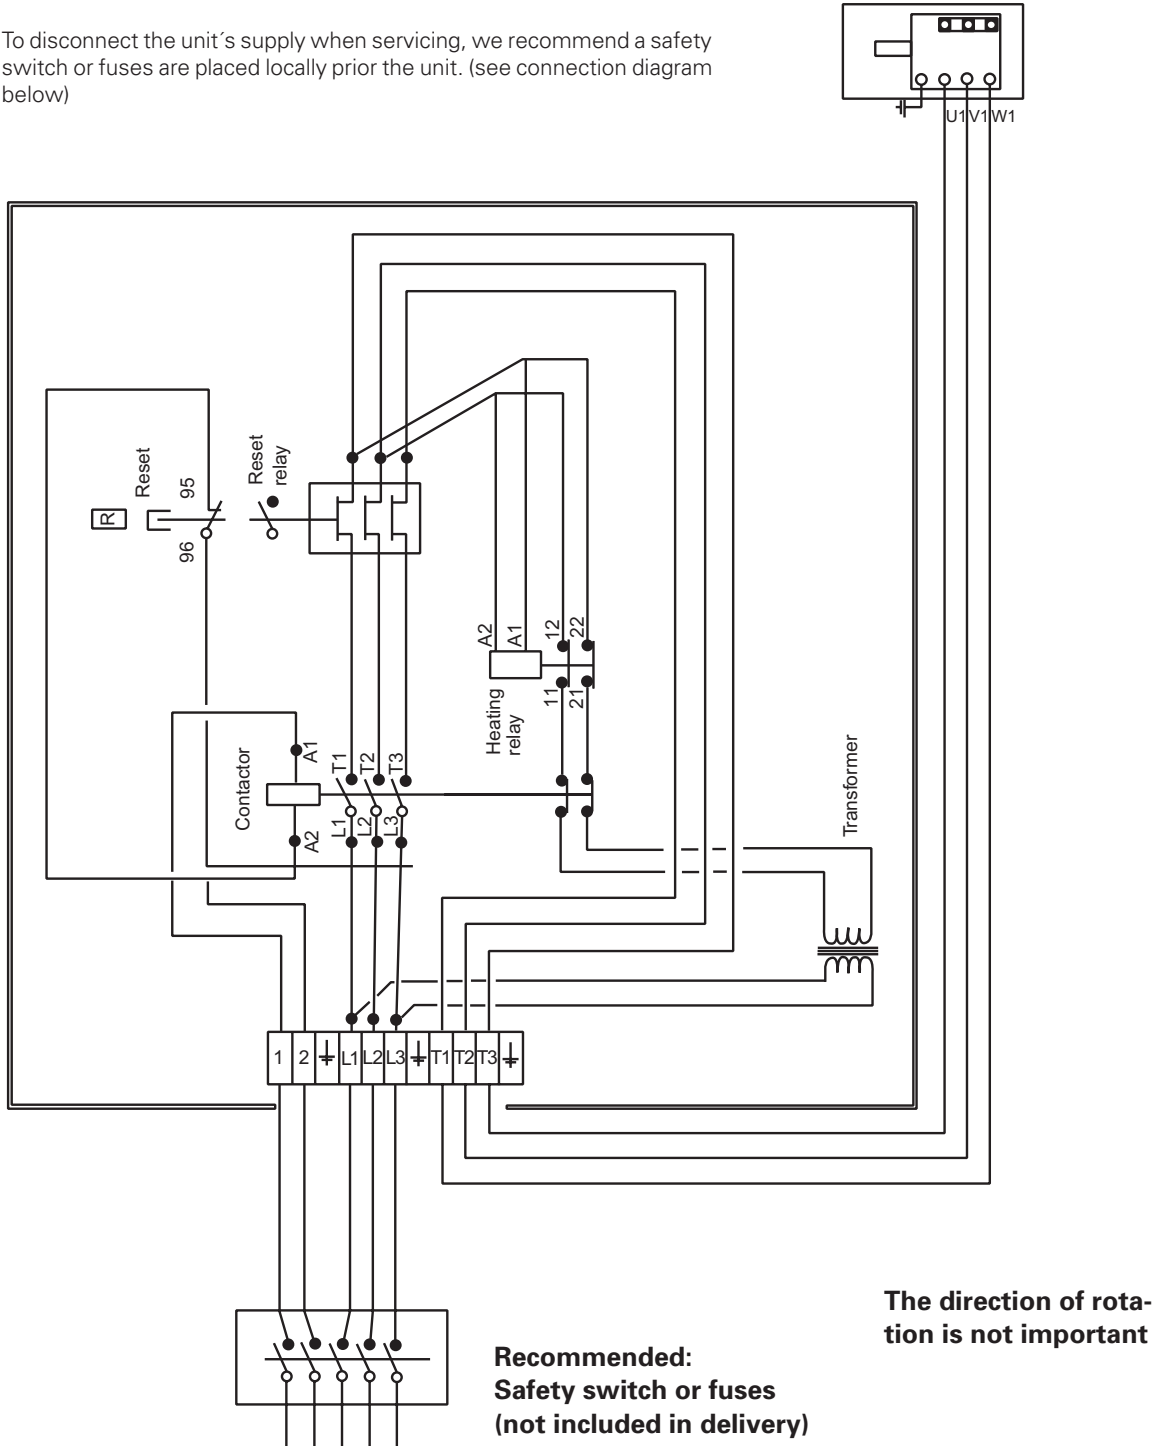 To disconnect the unit´s supply when servicing, we recommend a safety
switch or fuses are placed locally prior the unit. (see connection diagram
below)
U1 V1 W1
Reset
95
96
R
Reset
relay
A2
A1
12
22
11
21
Heating
relay
Contactor
A1
A2
T1
T2
T3
L1
L2
L3
Transformer
1 2 L1 L2 L3 T1 T2 T3
The direction of rota-
tion is not important
Recommended:
Safety switch or fuses
(not included in delivery)